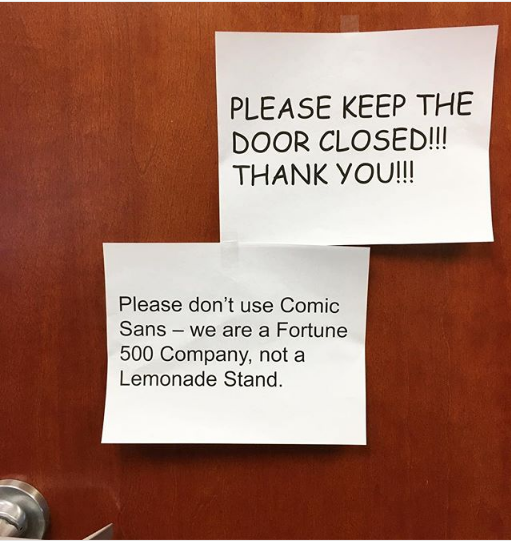 PLEASE KEEP THE
DOOR CLOSED!!!
THANK YOU!!!
Please don't use Comic
Sans – we are a Fortune
500 Company, not a
Lemonade Stand.